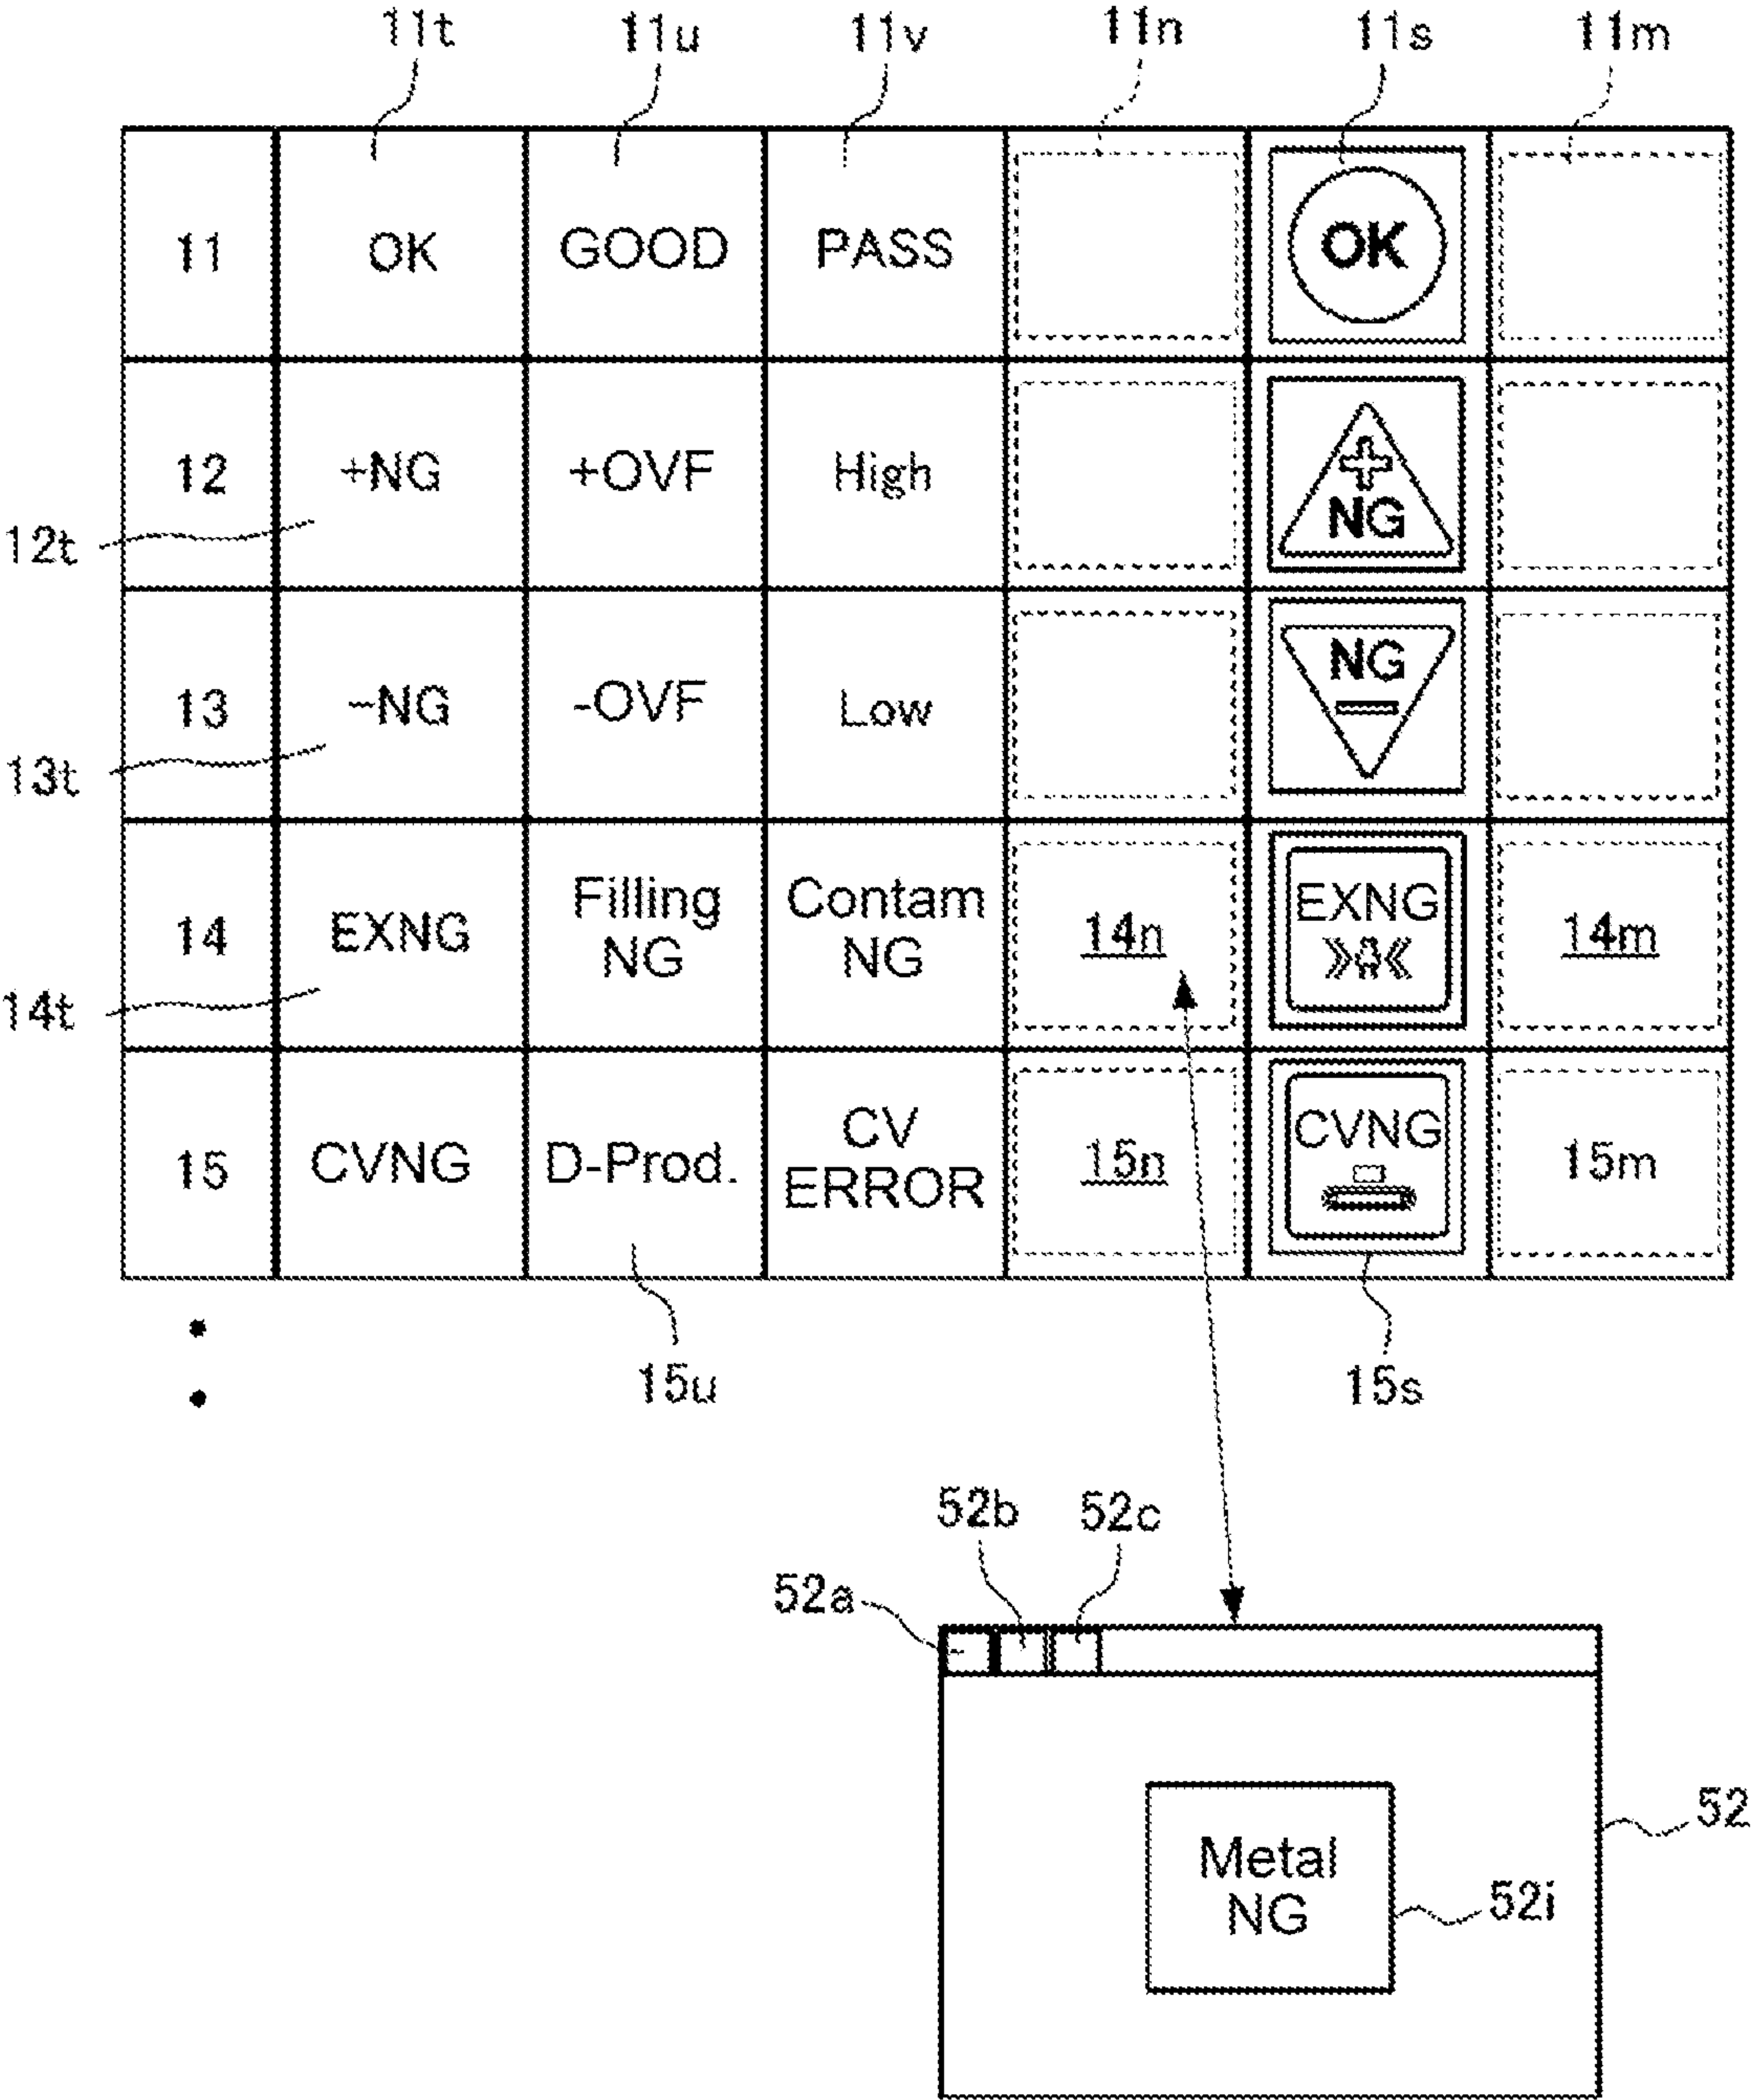 11t 11u 11v 11n 11s 11m
11 OK GOOD PASS OK
12 +NG +OVF High + NG
12t
13 -NG -OVF Low NG −
13t
14 EXNG Filling NG Contam NG 14n EXNG 14m
14t
15 CVNG D-Prod. CV ERROR 15n CVNG 15m
15u 15s
52b 52c
52a
52
Metal
NG
52i